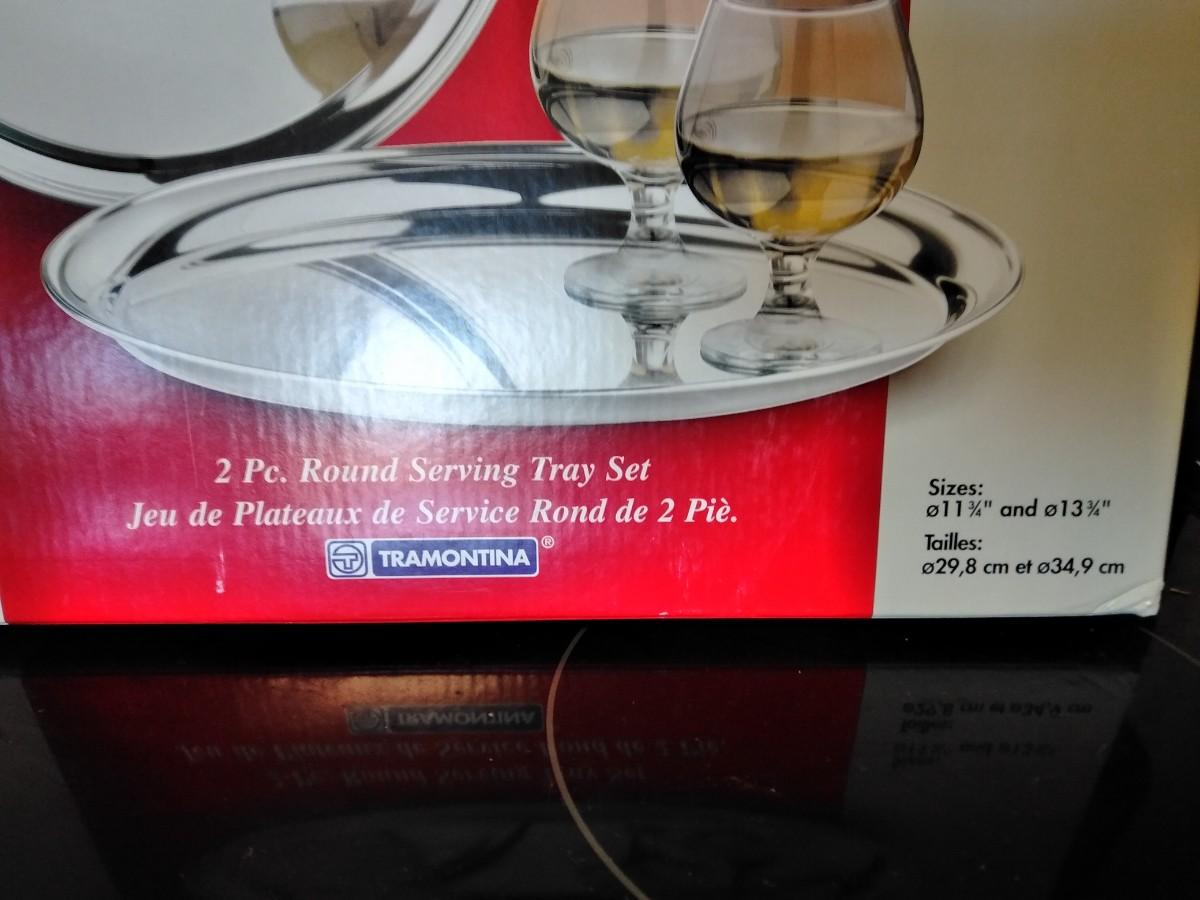 2 Pc. Round Serving Tray Set
Jeu de Plateaux de Service Rond de 2 Piè.
TRAMONTINA®
Sizes:
ø11¾" and ø13¾"
Tailles:
ø29,8 cm et ø34,9 cm